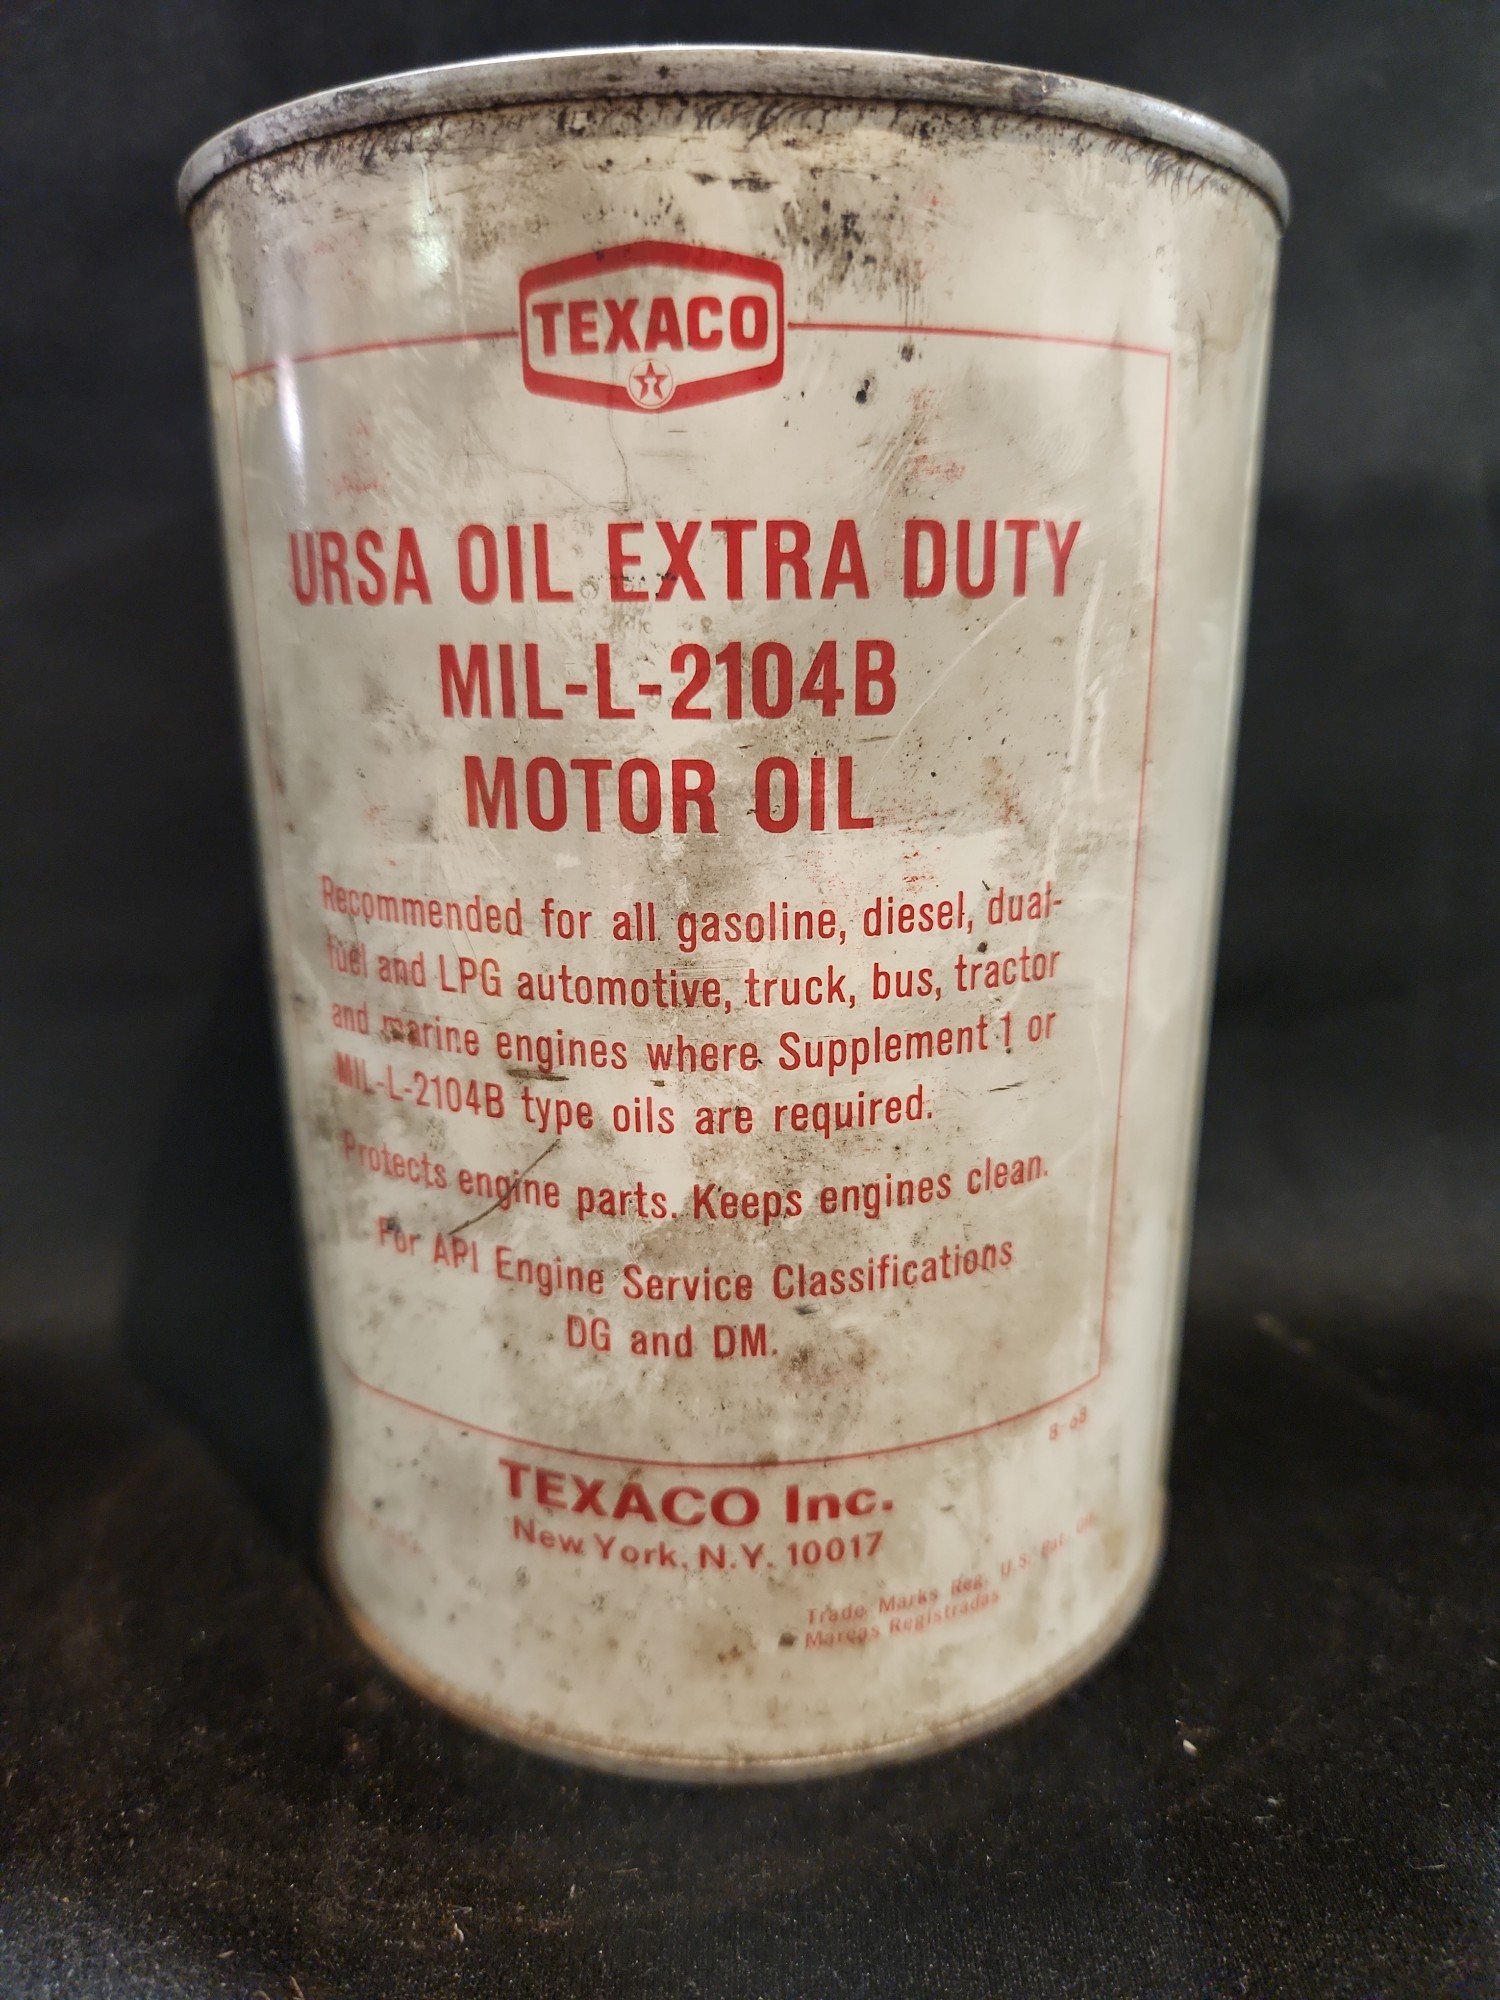 TEXACO
URSA OIL EXTRA DUTY
MIL-L-2104B
MOTOR OIL
Recommended for all gasoline, diesel, dual-
fuel and LPG automotive, truck, bus, tractor
and marine engines where Supplement 1 or
MIL-L-2104B type oils are required.
Protects engine parts. Keeps engines clean.
For API Engine Service Classifications
DG and DM.
8-68
TEXACO Inc.
New York, N.Y. 10017
Trade Marks Reg. U.S. Pat. Off.
Marcas Registradas